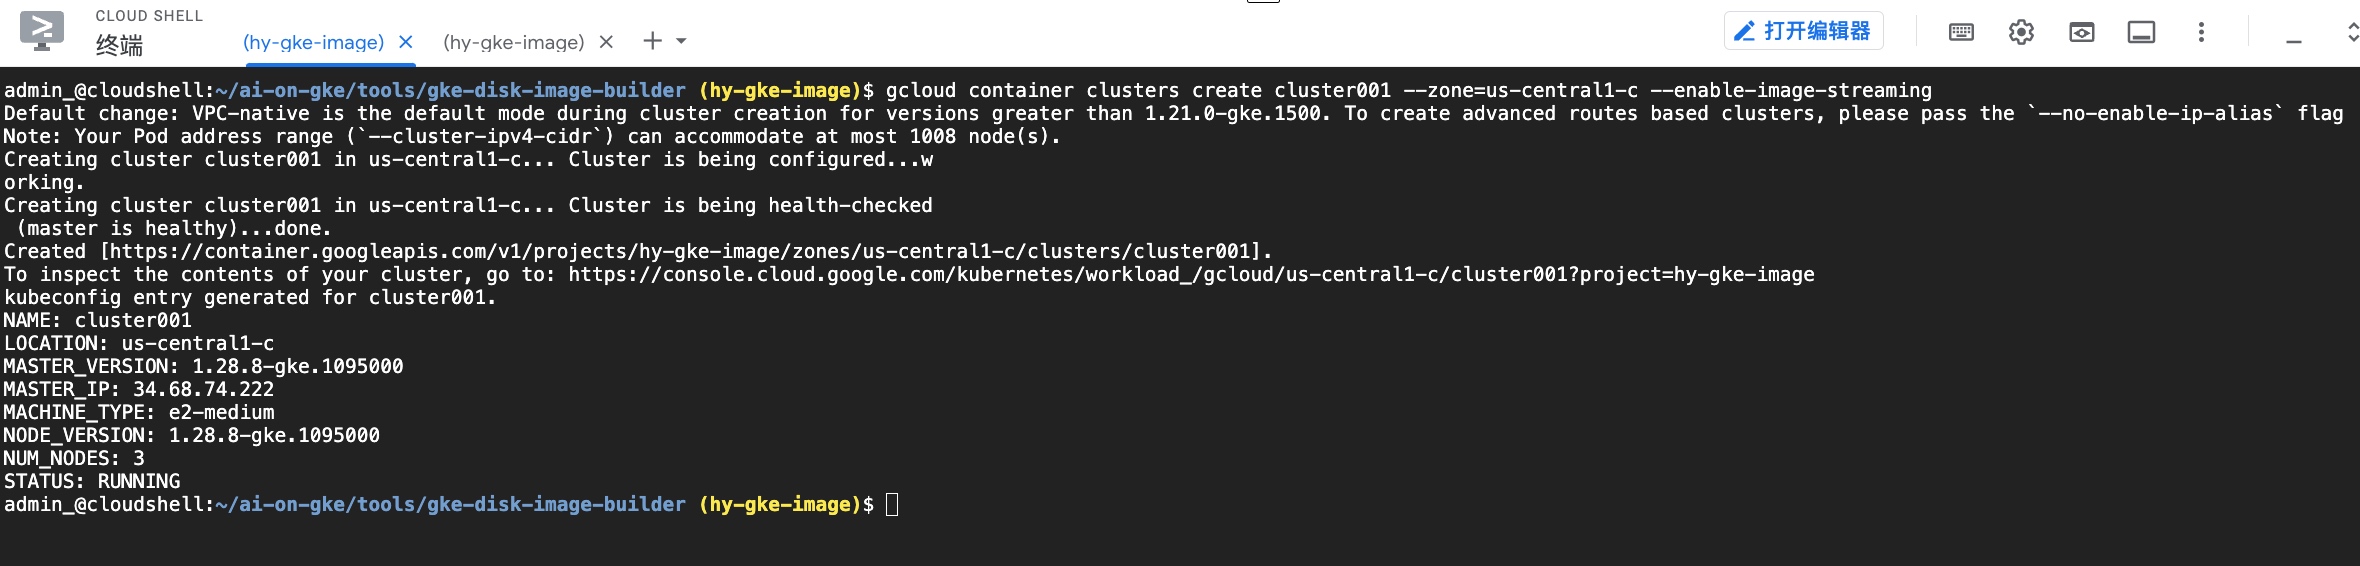 CLOUD SHELL
终端
(hy-gke-image)
(hy-gke-image)
打开编辑器
admin_@cloudshell:~/ai-on-gke/tools/gke-disk-image-builder (hy-gke-image)$ gcloud container clusters create cluster001 --zone=us-central1-c --enable-image-streaming
Default change: VPC-native is the default mode during cluster creation for versions greater than 1.21.0-gke.1500. To create advanced routes based clusters, please pass the `--no-enable-ip-alias` flag
Note: Your Pod address range (`--cluster-ipv4-cidr`) can accommodate at most 1008 node(s).
Creating cluster cluster001 in us-central1-c... Cluster is being configured...w
orking.
Creating cluster cluster001 in us-central1-c... Cluster is being health-checked
 (master is healthy)...done.
Created [https://container.googleapis.com/v1/projects/hy-gke-image/zones/us-central1-c/clusters/cluster001].
To inspect the contents of your cluster, go to: https://console.cloud.google.com/kubernetes/workload_/gcloud/us-central1-c/cluster001?project=hy-gke-image
kubeconfig entry generated for cluster001.
NAME: cluster001
LOCATION: us-central1-c
MASTER_VERSION: 1.28.8-gke.1095000
MASTER_IP: 34.68.74.222
MACHINE_TYPE: e2-medium
NODE_VERSION: 1.28.8-gke.1095000
NUM_NODES: 3
STATUS: RUNNING
admin_@cloudshell:~/ai-on-gke/tools/gke-disk-image-builder (hy-gke-image)$